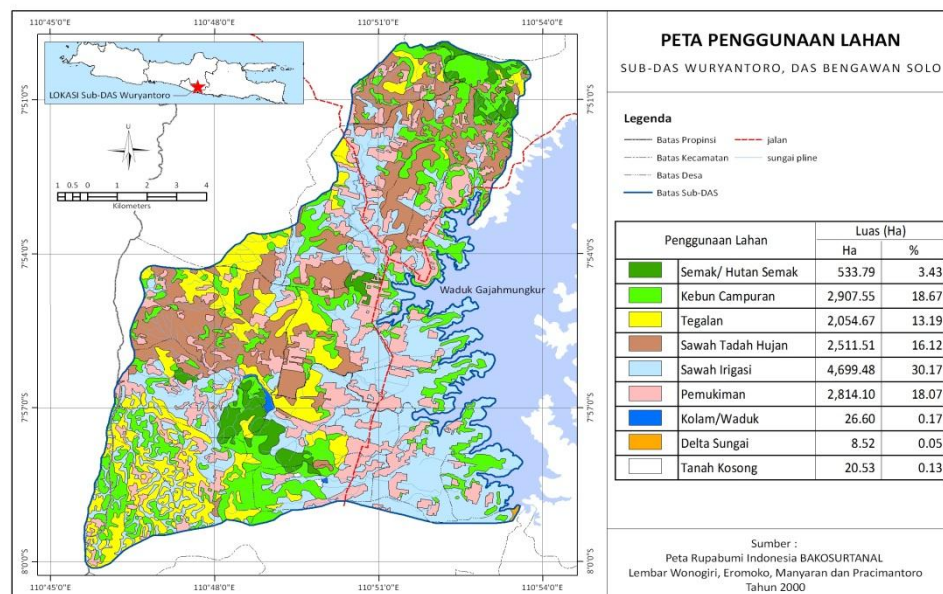 110°45'0"E 110°48'0"E 110°51'0"E 110°54'0"E
LOKASI Sub-DAS Wuryantoro
7°51'0"S
7°51'0"S
U
1 0.5 0 1 2 3 4
Kilometers
7°54'0"S
7°54'0"S
Waduk Gajahmungkur
7°57'0"S
7°57'0"S
8°0'0"S
8°0'0"S
110°45'0"E 110°48'0"E 110°51'0"E 110°54'0"E
PETA PENGGUNAAN LAHAN
SUB-DAS WURYANTORO, DAS BENGAWAN SOLO
Legenda
Batas Propinsi jalan
Batas Kecamatan sungai pline
Batas Desa
Batas Sub-DAS
Penggunaan Lahan Luas (Ha)
Ha %
Semak/ Hutan Semak 533.79 3.43
Kebun Campuran 2,907.55 18.67
Tegalan 2,054.67 13.19
Sawah Tadah Hujan 2,511.51 16.12
Sawah Irigasi 4,699.48 30.17
Pemukiman 2,814.10 18.07
Kolam/Waduk 26.60 0.17
Delta Sungai 8.52 0.05
Tanah Kosong 20.53 0.13
Sumber :
Peta Rupabumi Indonesia BAKOSURTANAL
Lembar Wonogiri, Eromoko, Manyaran dan Pracimantoro
Tahun 2000